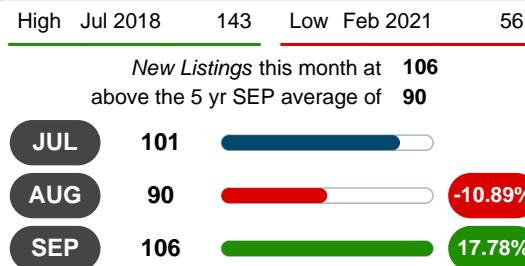 High Jul 2018 143 Low Feb 2021 56
New Listings this month at 106
above the 5 yr SEP average of 90
JUL 101
AUG 90 -10.89%
SEP 106 17.78%